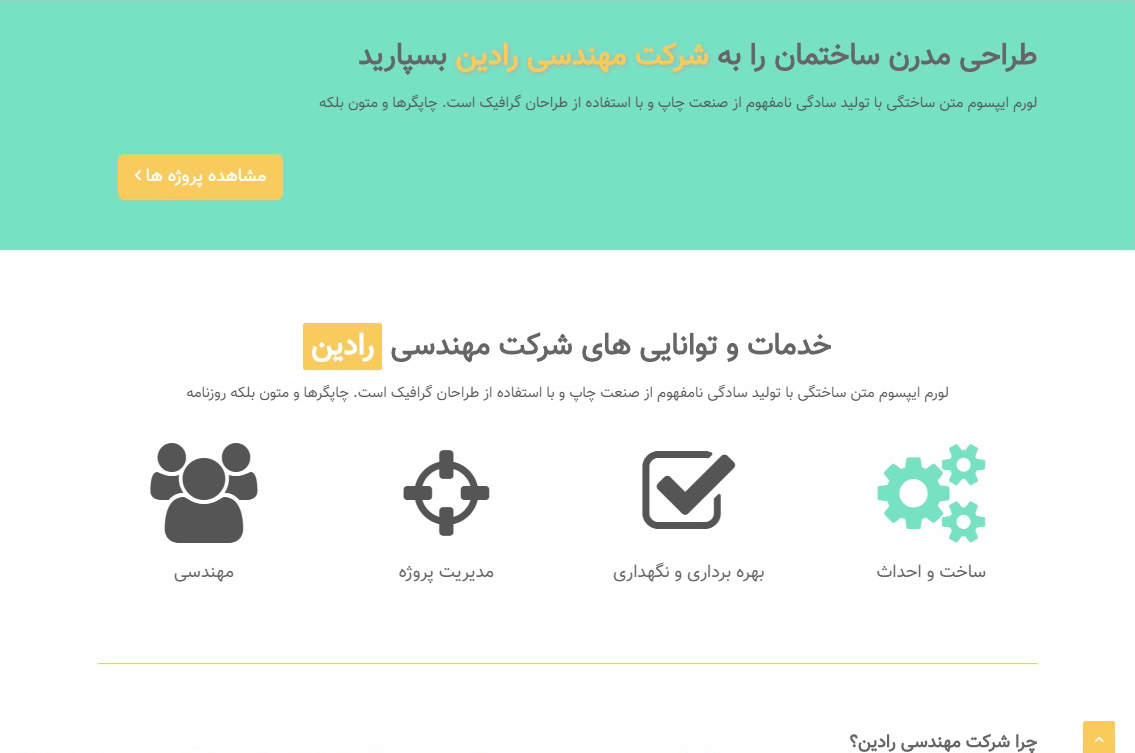 طراحی مدرن ساختمان را به شرکت مهندسی رادین بسپارید
لورم ایپسوم متن ساختگی با تولید سادگی نامفهوم از صنعت چاپ و با استفاده از طراحان گرافیک است. چاپگرها و متون بلکه
مشاهده پروژه ها
خدمات و توانایی های شرکت مهندسی رادین
لورم ایپسوم متن ساختگی با تولید سادگی نامفهوم از صنعت چاپ و با استفاده از طراحان گرافیک است. چاپگرها و متون بلکه روزنامه
ساخت و احداث
بهره برداری و نگهداری
مدیریت پروژه
مهندسی
چرا شرکت مهندسی رادین؟